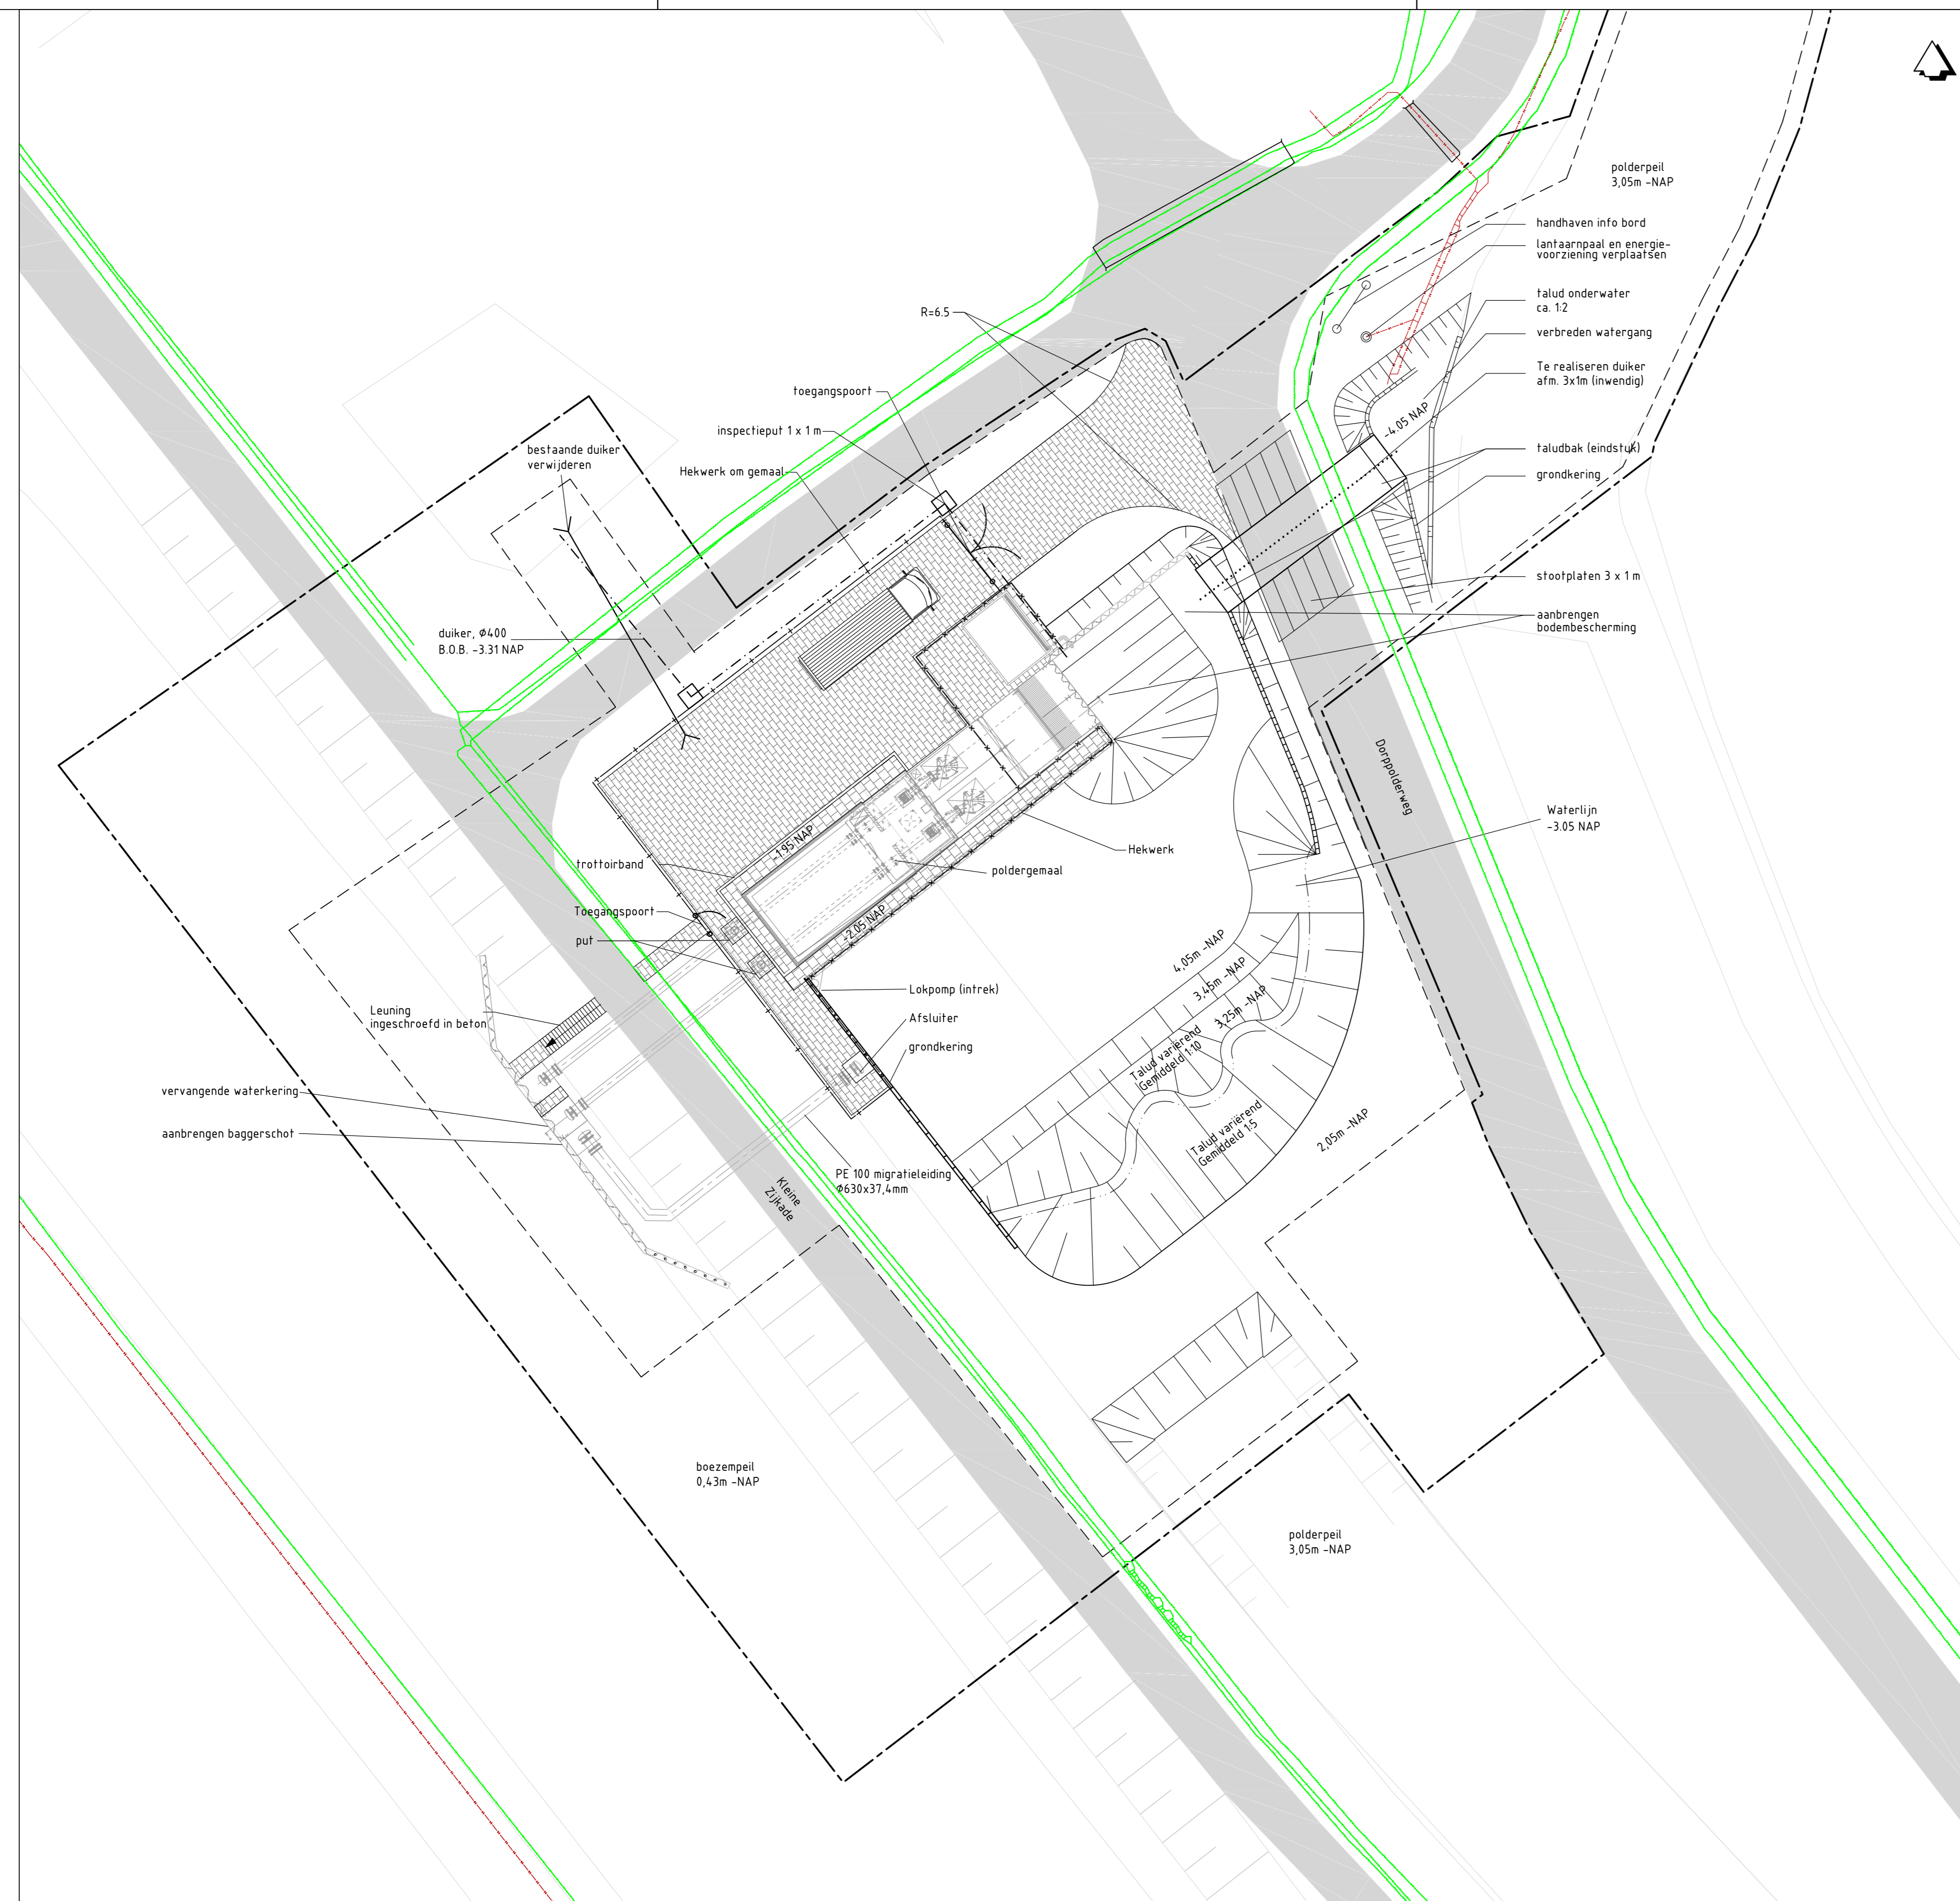 polderpeil
3,05m -NAP
handhaven info bord
lantaarnpaal en energie-
voorziening verplaatsen
talud onderwater
ca. 1:2
verbreden watergang
Te realiseren duiker
afm. 3x1m (inwendig)
-4.05 NAP
taludbak (eindstuk)
grondkering
stootplaten 3 x 1 m
aanbrengen
bodembescherming
R=6.5
toegangspoort
inspectieput 1 x 1 m
Hekwerk om gemaal
bestaande duiker
verwijderen
duiker, Ø400
B.O.B. -3.31 NAP
Dorppolderweg
Waterlijn
-3.05 NAP
-1.95 NAP
trottoirband
Hekwerk
poldergemaal
Toegangspoort
put
-2.05 NAP
4,05m -NAP
3,45m -NAP
3,25m -NAP
Lokpomp (intrek)
Afsluiter
grondkering
Leuning
ingeschroefd in beton
vervangende waterkering
aanbrengen baggerschot
Talud variërend
Gemiddeld 1:10
Talud variërend
Gemiddeld 1:5
2,05m -NAP
PE 100 migratieleiding
Ø630x37,4mm
Kleine
Zijkade
boezempeil
0,43m -NAP
polderpeil
3,05m -NAP